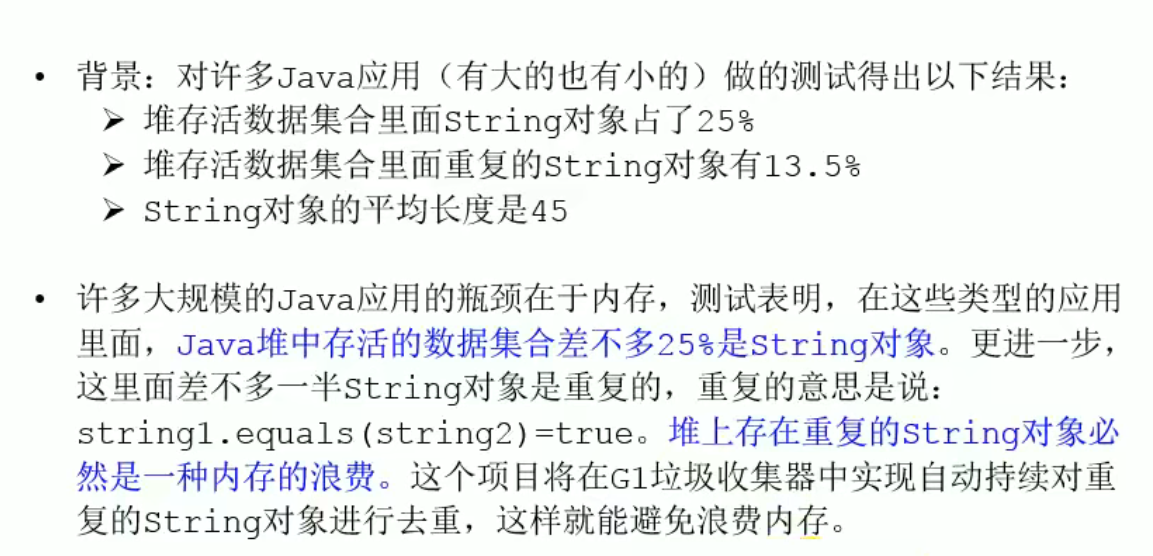 • 背景：对许多Java应用（有大的也有小的）做的测试得出以下结果：
➢ 堆存活数据集合里面String对象占了25%
➢ 堆存活数据集合里面重复的String对象有13.5%
➢ String对象的平均长度是45
• 许多大规模的Java应用的瓶颈在于内存，测试表明，在这些类型的应用
里面，Java堆中存活的数据集合差不多25%是String对象。更进一步，
这里面差不多一半String对象是重复的，重复的意思是说：
string1.equals(string2)=true。堆上存在重复的String对象必
然是一种内存的浪费。这个项目将在G1垃圾收集器中实现自动持续对重
复的String对象进行去重，这样就能避免浪费内存。